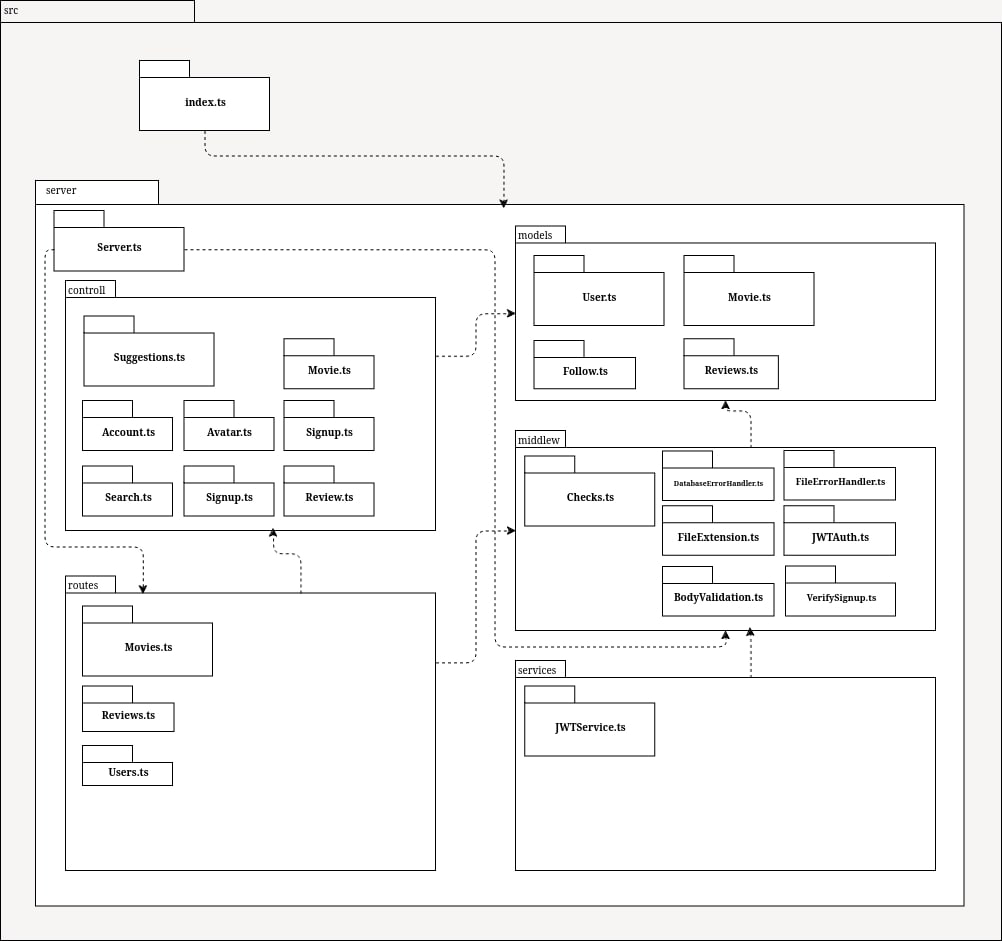 src
index.ts
server
Server.ts
controll
Suggestions.ts
Movie.ts
Account.ts
Avatar.ts
Signup.ts
Search.ts
Signup.ts
Review.ts
routes
Movies.ts
Reviews.ts
Users.ts
models
User.ts
Movie.ts
Follow.ts
Reviews.ts
middlew
Checks.ts
DatabaseErrorHandler.ts
FileErrorHandler.ts
FileExtension.ts
JWTAuth.ts
BodyValidation.ts
VerifySignup.ts
services
JWTService.ts